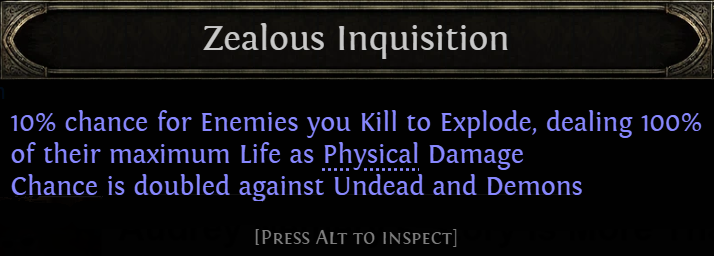 Zealous Inquisition
10% chance for Enemies you Kill to Explode, dealing 100%
of their maximum Life as Physical Damage
Chance is doubled against Undead and Demons
[Press Alt to inspect]